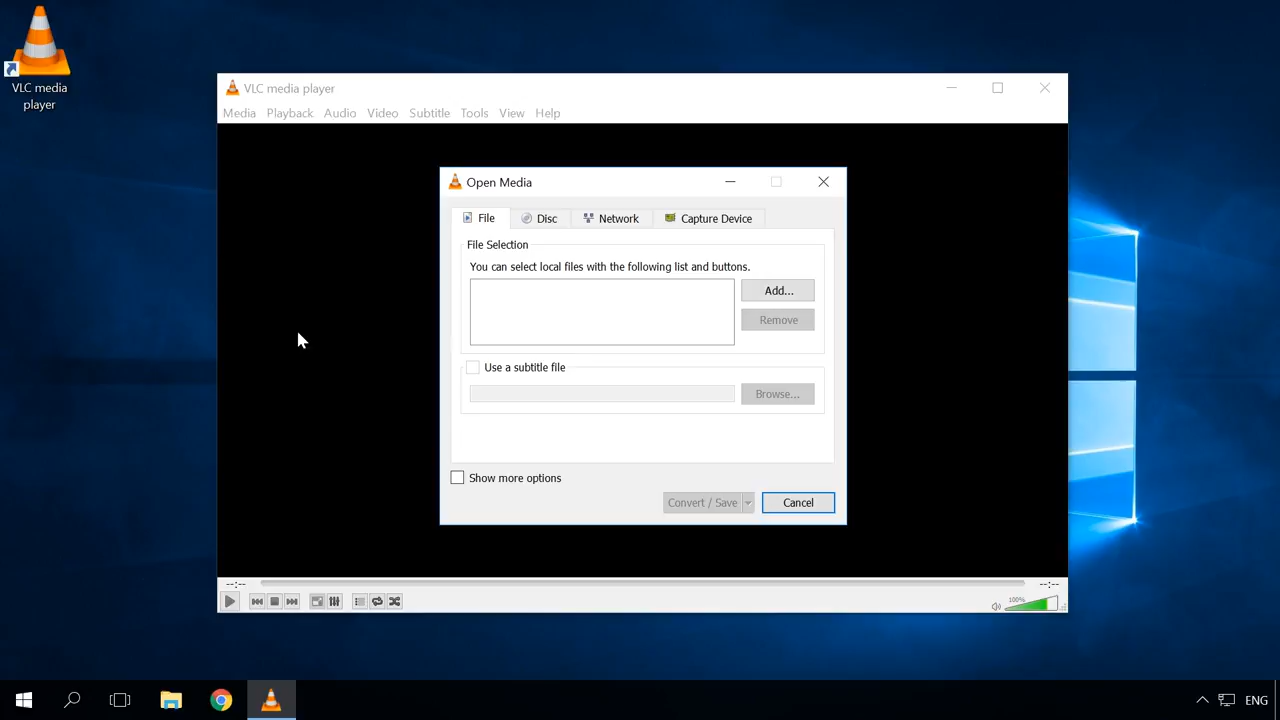 VLC media
player
VLC media player
Media Playback Audio Video Subtitle Tools View Help
Open Media
File Disc Network Capture Device
File Selection
You can select local files with the following list and buttons.
Add...
Remove
Use a subtitle file
Browse...
Show more options
Convert / Save Cancel
--:-- --:--
100%
ENG